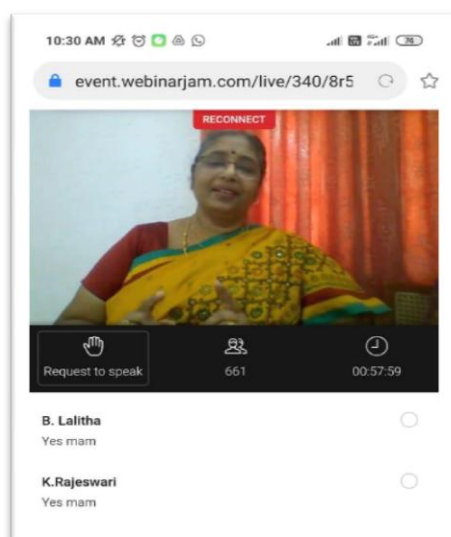 10:30 AM 74
event.webinarjam.com/live/340/8r5
RECONNECT
Request to speak 661 00:57:59
B. Lalitha
Yes mam
K.Rajeswari
Yes mam